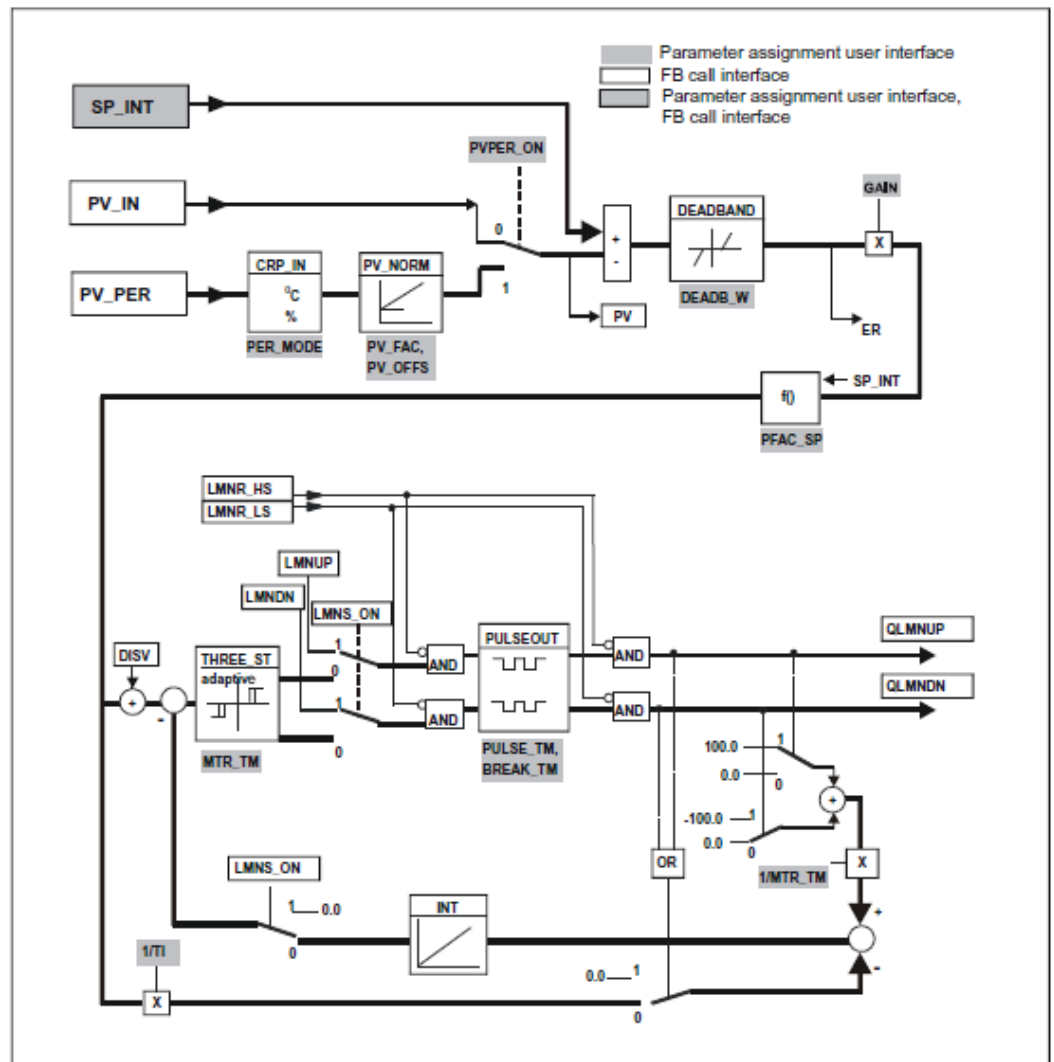 Parameter assignment user interface
FB call interface
Parameter assignment user interface,
FB call interface
SP_INT
PVPER_ON
GAIN
PV_IN
DEADBAND
0
+
-
X
CRP_IN
PV_NORM
PV_PER
°C
%
1
DEADB_W
PV
ER
PER_MODE
PV_FAC,
PV_OFFS
SP_INT
f()
PFAC_SP
LMNR_HS
LMNR_LS
LMNUP
LMNDN
LMNS_ON
PULSEOUT
QLMNUP
1
AND
AND
DISV
THREE_ST
adaptive
0
QLMNDN
1
AND
AND
+
-
MTR_TM
0
PULSE_TM,
BREAK_TM
100.0
1
0.0
0
+
-100.0
1
0.0
0
OR
LMNS_ON
1/MTR_TM
X
1
0.0
INT
+
1/TI
0
-
0.0
1
X
0